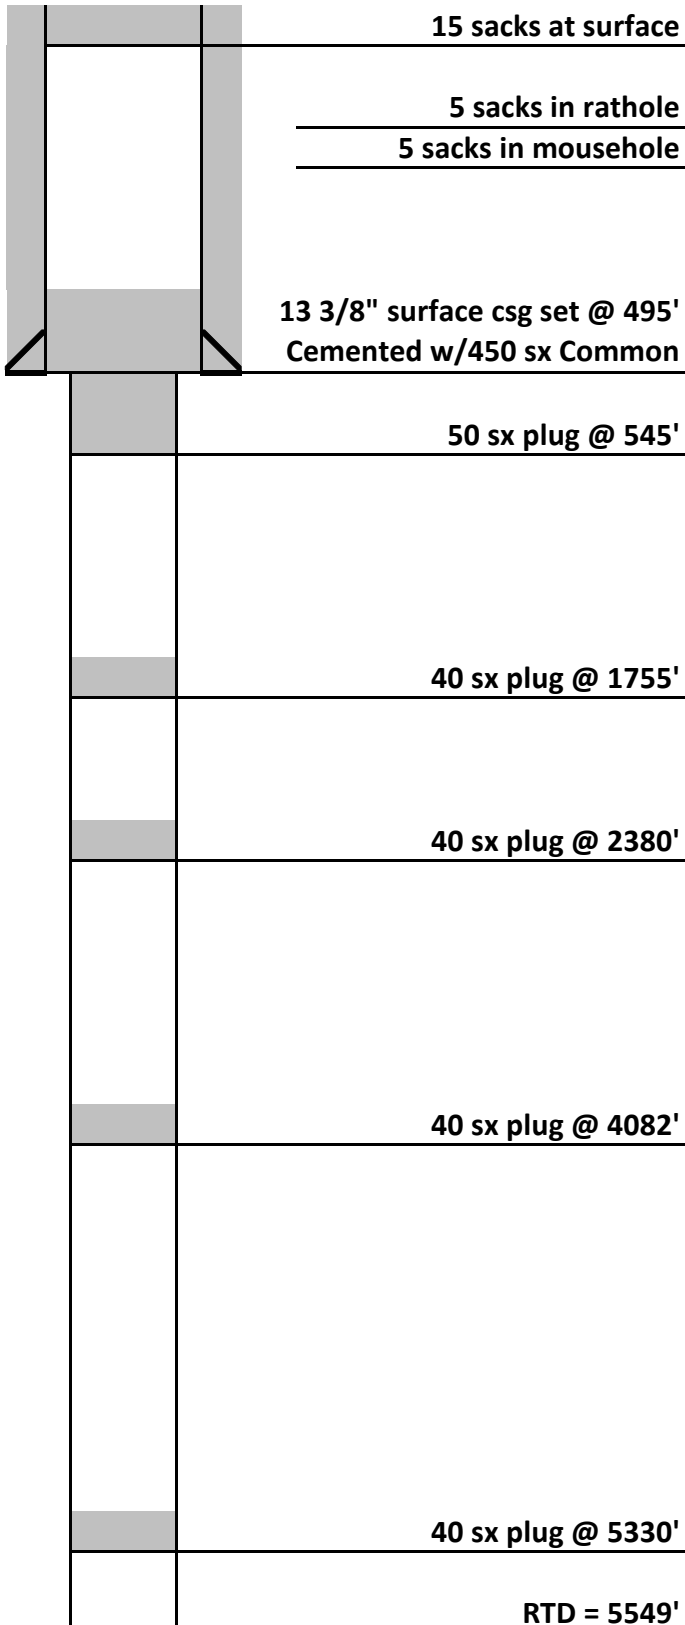 15 sacks at surface
5 sacks in rathole
5 sacks in mousehole
13 3/8" surface csg set @ 495'
Cemented w/450 sx Common
50 sx plug @ 545'
40 sx plug @ 1755'
40 sx plug @ 2380'
40 sx plug @ 4082'
40 sx plug @ 5330'
RTD = 5549'